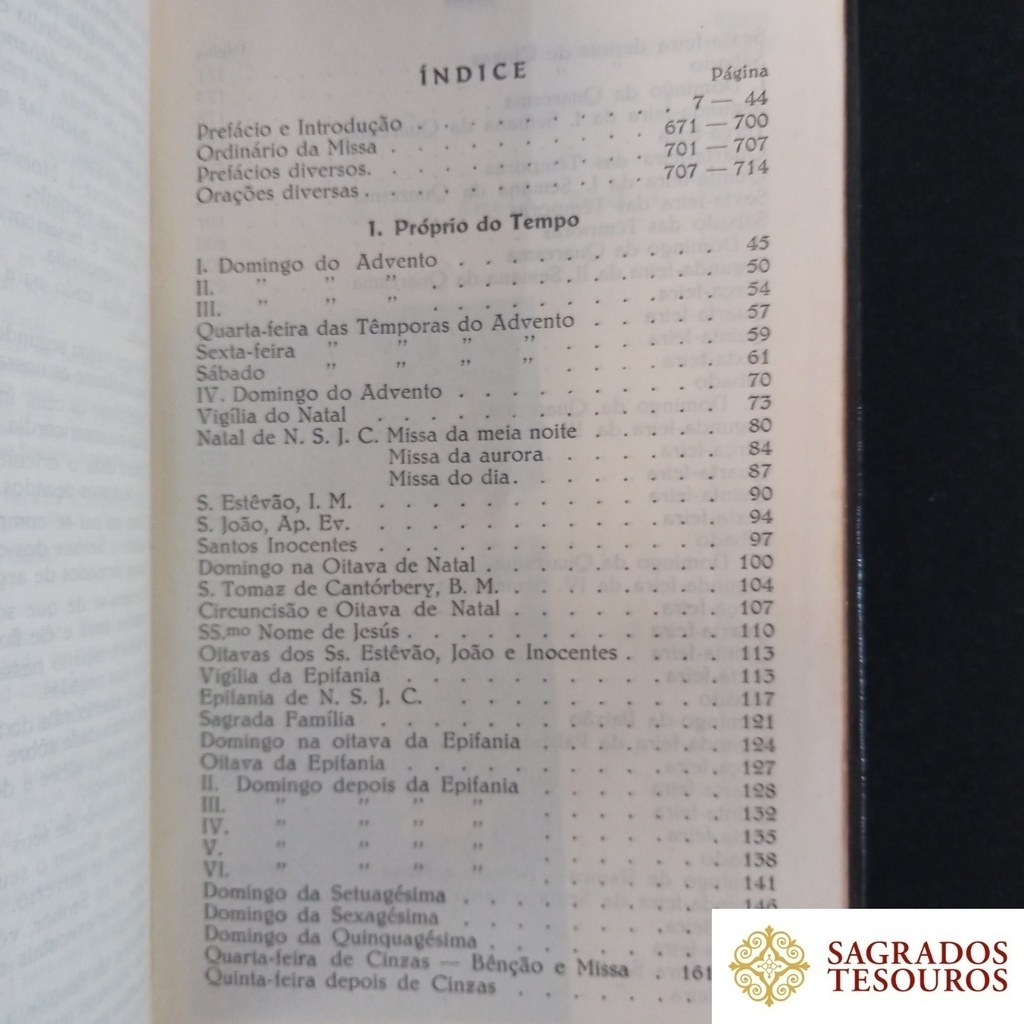 ÍNDICE
Página
Prefácio e Introdução . . . . . . . . . . 7 — 44
Ordinário da Missa . . . . . . . . . . 671 — 700
Prefácios diversos. . . . . . . . . . 701 — 707
Orações diversas . . . . . . . . . . 707 — 714
I. Próprio do Tempo
I. Domingo do Advento . . . . . . . . . . 45
II. ” ” ” . . . . . . . . . . 50
III. ” ” ” . . . . . . . . . . 54
Quarta-feira das Têmporas do Advento . . . . . 57
Sexta-feira ” ” ” ” . . . . . 59
Sábado ” ” ” ” . . . . . 61
IV. Domingo do Advento . . . . . . . . . . 70
Vigília do Natal . . . . . . . . . . 73
Natal de N. S. J. C. Missa da meia noite . . . . . 80
Missa da aurora . . . . . 84
Missa do dia. . . . . . 87
S. Estêvão, I. M. . . . . . . . . . . 90
S. João, Ap. Ev. . . . . . . . . . . 94
Santos Inocentes . . . . . . . . . . 97
Domingo na Oitava de Natal . . . . . . . . 100
S. Tomaz de Cantórbery, B. M. . . . . . . . . 104
Circuncisão e Oitava de Natal . . . . . . . . 107
SS.mo Nome de Jesús . . . . . . . . . . 110
Oitavas dos Ss. Estêvão, João e Inocentes . . . . 113
Vigília da Epifania . . . . . . . . . . 113
Epifania de N. S. J. C. . . . . . . . . . . 117
Sagrada Família . . . . . . . . . . 121
Domingo na oitava da Epifania . . . . . . . 124
Oitava da Epifania . . . . . . . . . . 127
II. Domingo depois da Epifania . . . . . . . 128
III. ” ” ” ” . . . . . . 132
IV. ” ” ” ” . . . . . . 135
V. ” ” ” ” . . . . . . 138
VI. ” ” ” ” . . . . . . 141
Domingo da Setuagésima . . . . . . . . 146
Domingo da Sexagésima . . . . . . . .
Domingo da Quinquagésima . . . . . . . .
Quarta-feira de Cinzas — Bênção e Missa . 161
Quinta-feira depois de Cinzas . . . . . .
SAGRADOS
TESOUROS